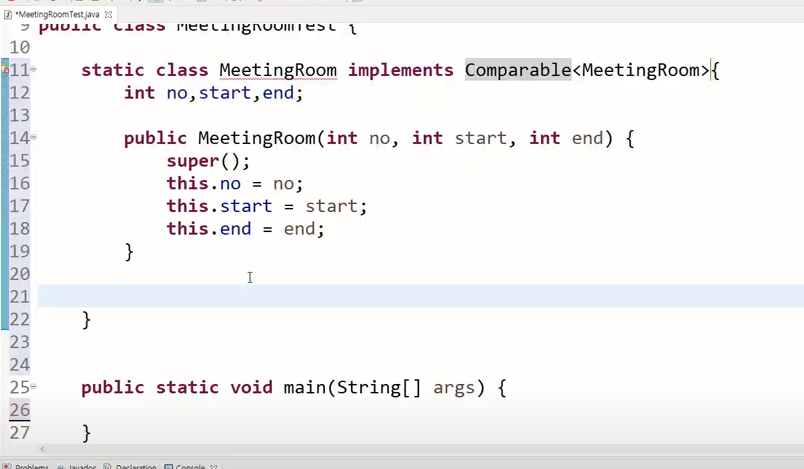 *MeetingRoomTest.java
9 public class MeetingRoomTest {
10
11 static class MeetingRoom implements Comparable<MeetingRoom>{
12 int no,start,end;
13
14 public MeetingRoom(int no, int start, int end) {
15 super();
16 this.no = no;
17 this.start = start;
18 this.end = end;
19 }
20
21
22 }
23
24
25 public static void main(String[] args) {
26
27 }
Problems Javadoc Declaration Console